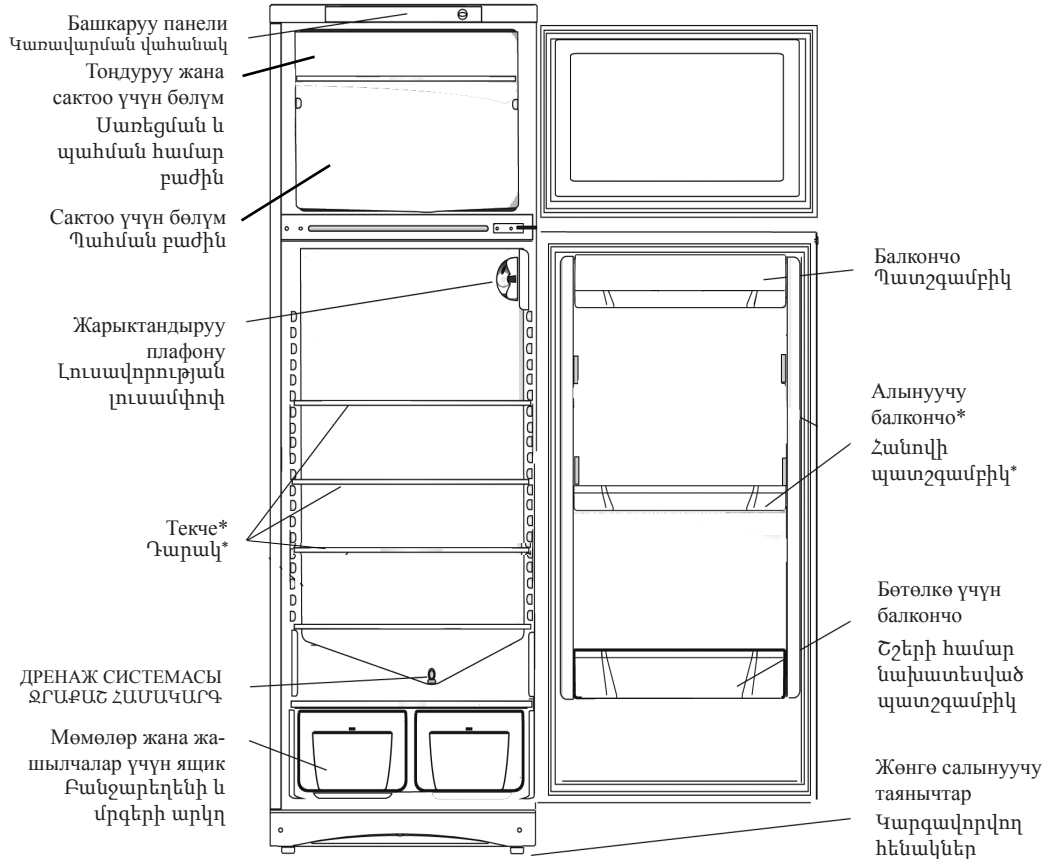 Башкаруу панели
Կառավարման վահանակ
Тоңдуруу жана
сактоо үчүн бөлүм
Սառեցման և
պահման համար
բաժին
Сактоо үчүн бөлүм
Պահման բաժին
Жарыктандыруу
плафону
Լուսավորության
լուսամփոփ
Текче*
Դարակ*
ДРЕНАЖ СИСТЕМАСЫ
ՋՐԱՔԱՇ ՀԱՄԱԿԱՐԳ
Мөмөлөр жана жа-
шылчалар үчүн ящик
Բանջարեղենի և
մրգերի արկղ
Балкончо
Պատշգամբիկ
Алынуучу
балкончо*
Հանովի
պատշգամբիկ*
Бөтөлкө үчүн
балкончо
Շշերի համար
նախատեսված
պատշգամբիկ
Жөнгө салынуучу
таянычтар
Կարգավորվող
հենակներ